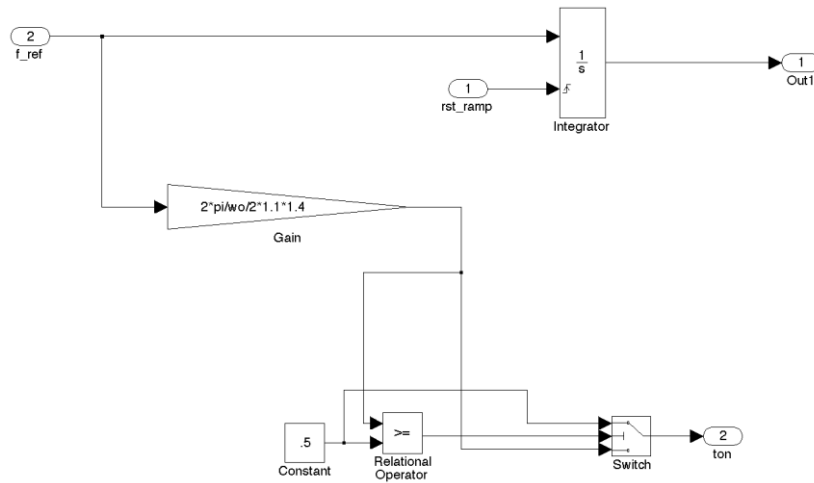 2
f_ref
1
s
1
Out1
1
rst_ramp
Integrator
2*pi/wo/2*1.1*1.4
Gain
.5
Constant
>=
Relational
Operator
Switch
2
ton